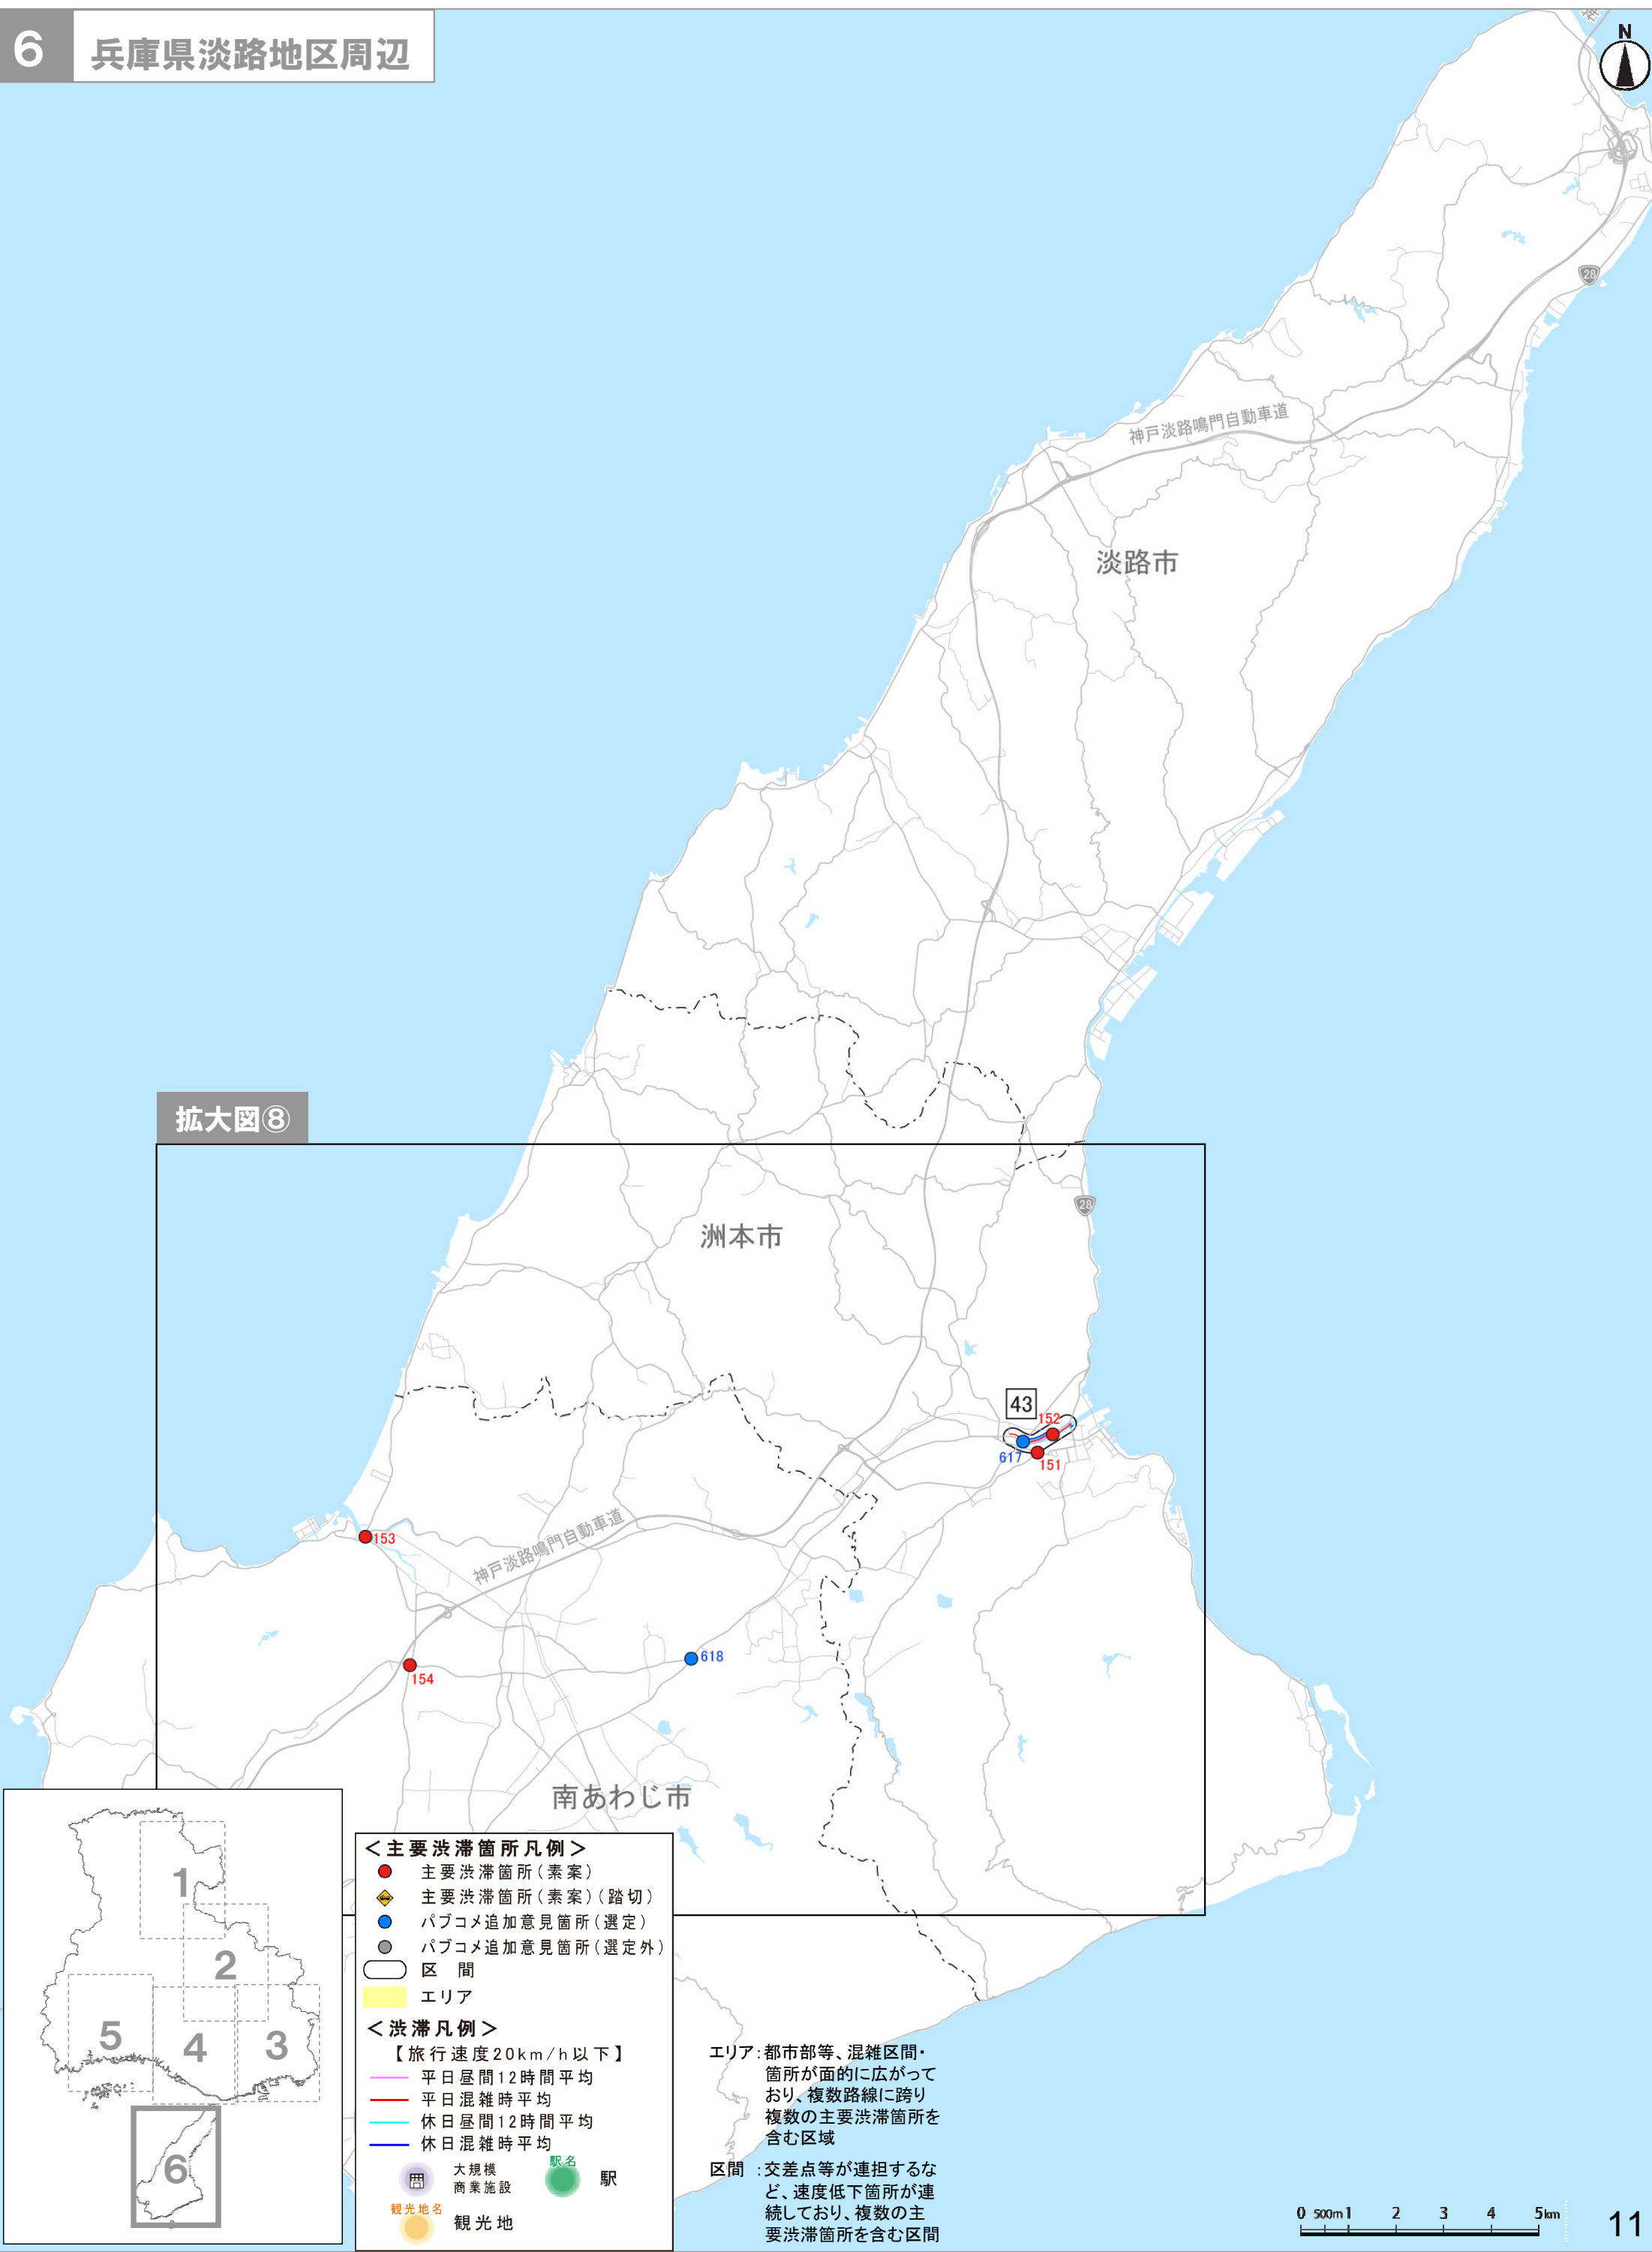 6
兵庫県淡路地区周辺
N
28
神戸淡路鳴門自動車道
淡路市
拡大図⑧
28
洲本市
43
152
617
151
153
神戸淡路鳴門自動車道
618
154
南あわじ市
1
2
5
4
3
6
＜主要渋滞箇所凡例＞
主要渋滞箇所(素案)
主要渋滞箇所(素案)(踏切)
パブコメ追加意見箇所(選定)
パブコメ追加意見箇所(選定外)
区　間
エリア
＜渋滞凡例＞
【旅行速度20km/h以下】
平日昼間12時間平均
平日混雑時平均
休日昼間12時間平均
休日混雑時平均
大規模
商業施設
駅名
駅
観光地名
観光地
エリア:都市部等、混雑区間・
箇所が面的に広がって
おり、複数路線に跨り
複数の主要渋滞箇所を
含む区域
区間 :交差点等が連担するな
ど、速度低下箇所が連
続しており、複数の主
要渋滞箇所を含む区間
0 500m 1 2 3 4 5km
11